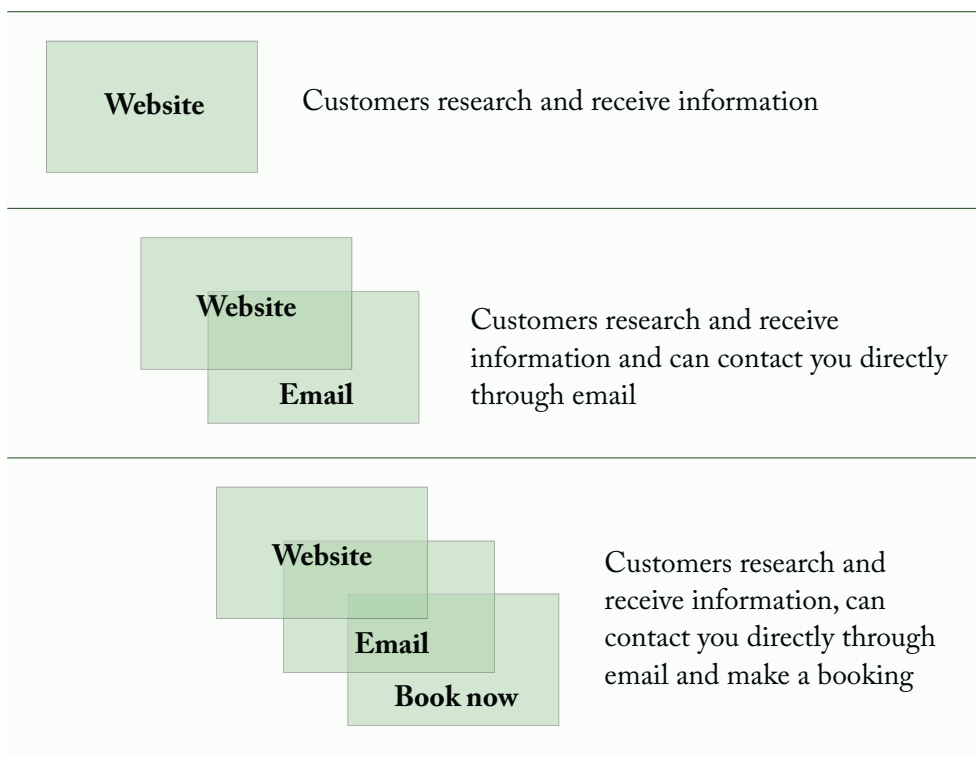 Website
Customers research and receive information
Website
Email
Customers research and receive
information and can contact you directly
through email
Website
Email
Book now
Customers research and
receive information, can
contact you directly through
email and make a booking